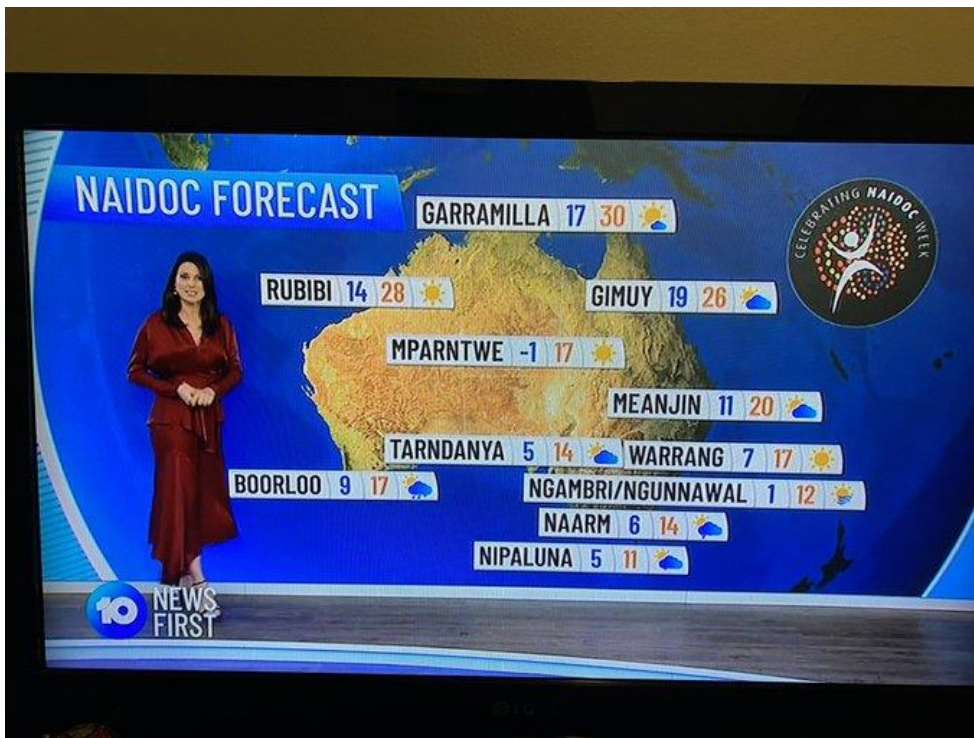 NAIDOC FORECAST
CELEBRATING NAIDOC WEEK
GARRAMILLA 17 30
RUBIBI 14 28
GIMUY 19 26
MPARNTWE -1 17
MEANJIN 11 20
TARNDANYA 5 14
WARRANG 7 17
BOORLOO 9 17
NGAMBRI/NGUNNAWAL 1 12
NAARM 6 14
NIPALUNA 5 11
10 NEWS
FIRST
LG